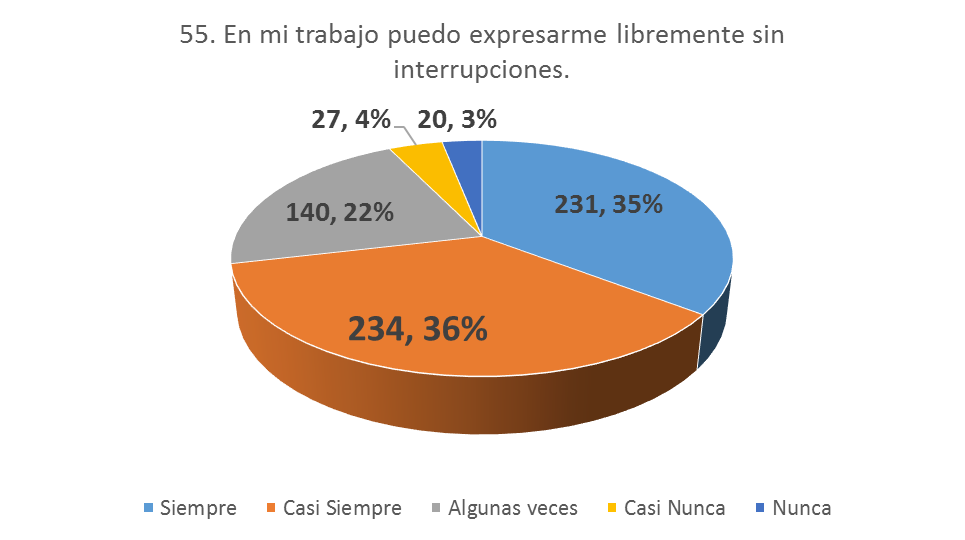 55. En mi trabajo puedo expresarme libremente sin
interrupciones.
27, 4%
20, 3%
231, 35%
140, 22%
234, 36%
Siempre
Casi Siempre
Algunas veces
Casi Nunca
Nunca